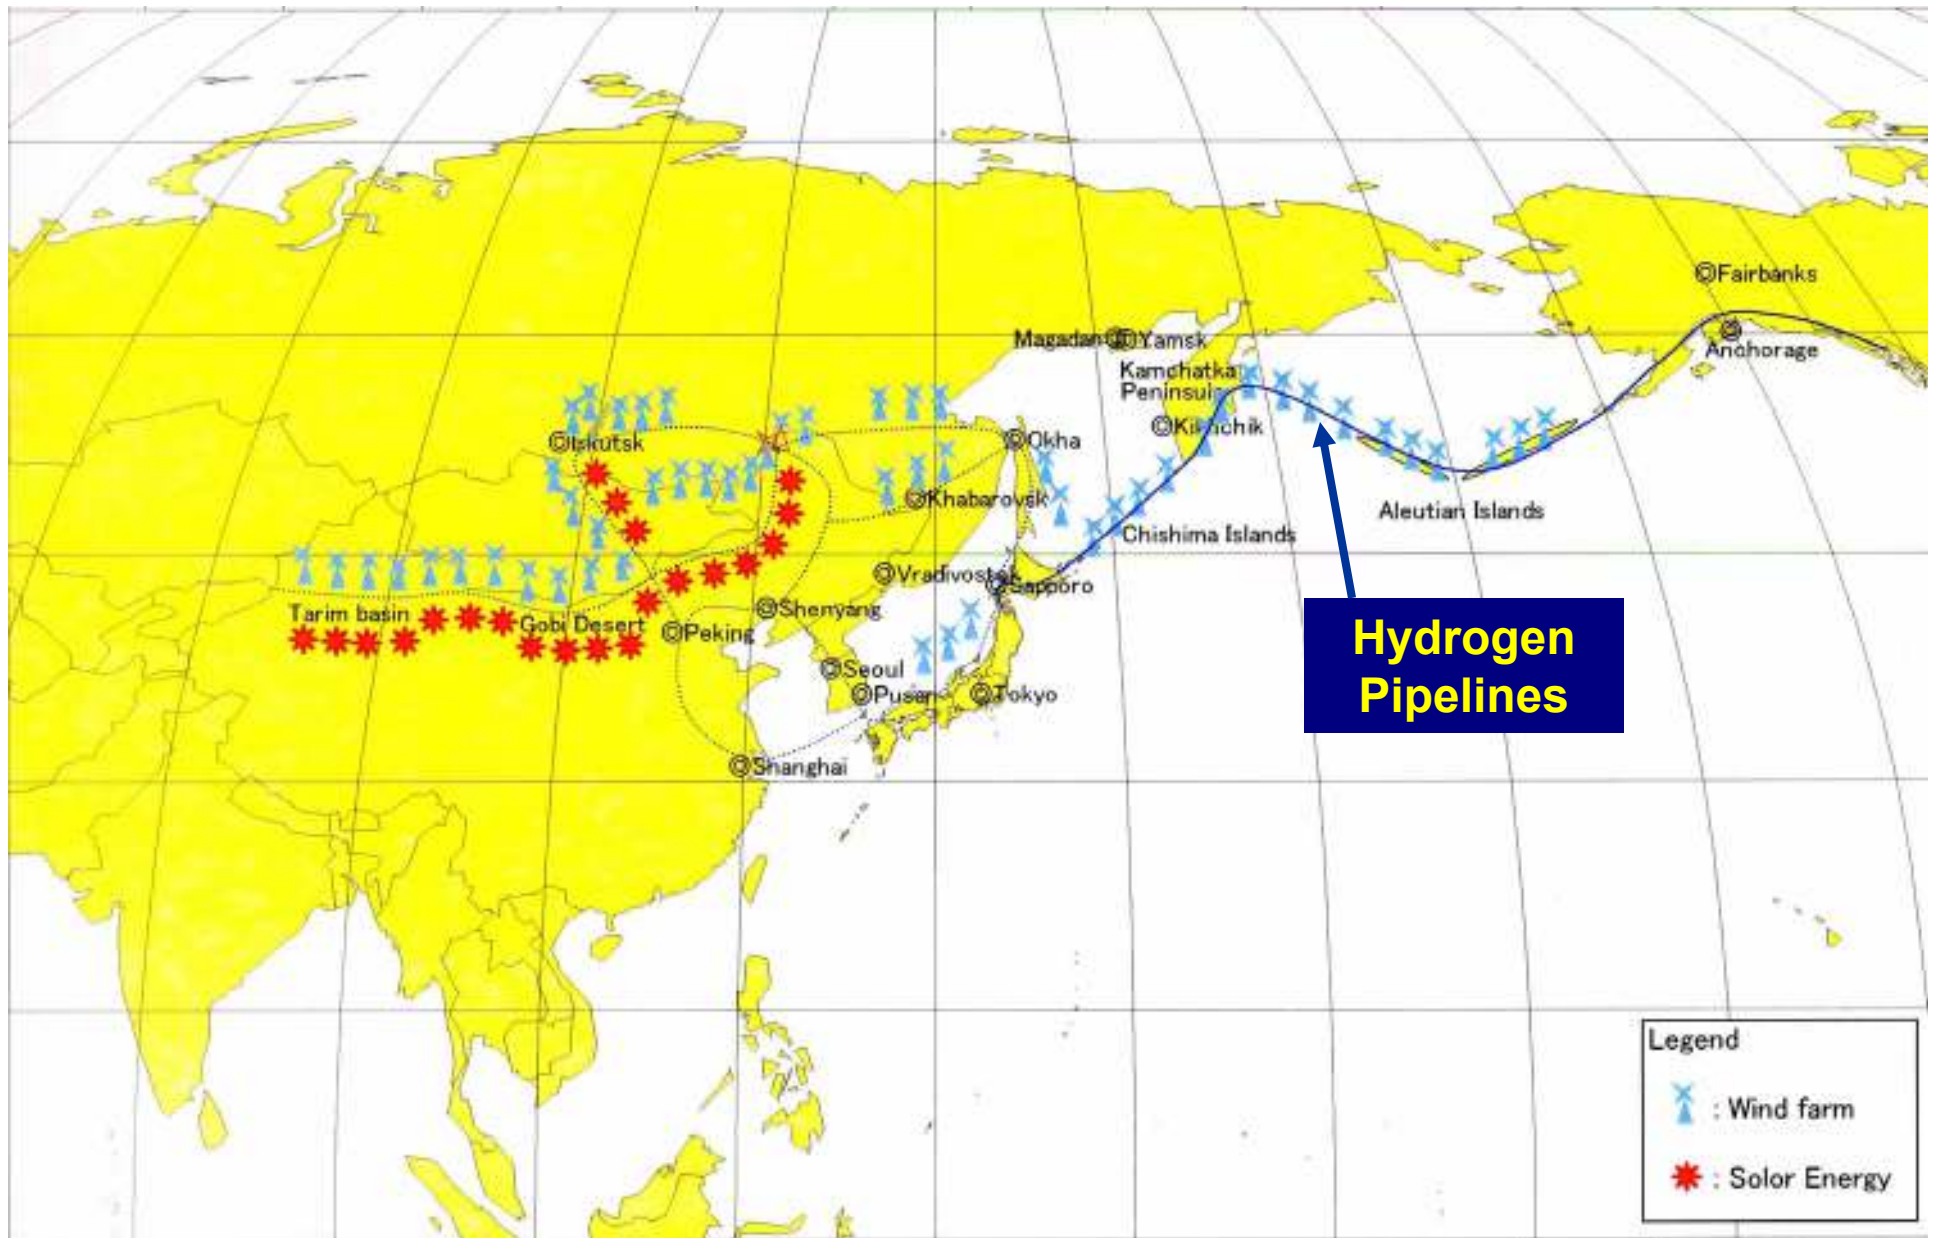 Fairbanks
Magadan
Yamsk
Anchorage
Kamchatka
Peninsul
Iskutsk
Okha
Khabarovsk
Aleutian Islands
Chishima Islands
Vradivostok
Sapporo
Tarim basin
Gobi Desert
Shenyang
Peking
Seoul
Pusan
Tokyo
Shanghai
Hydrogen
Pipelines
Legend
: Wind farm
: Solor Energy